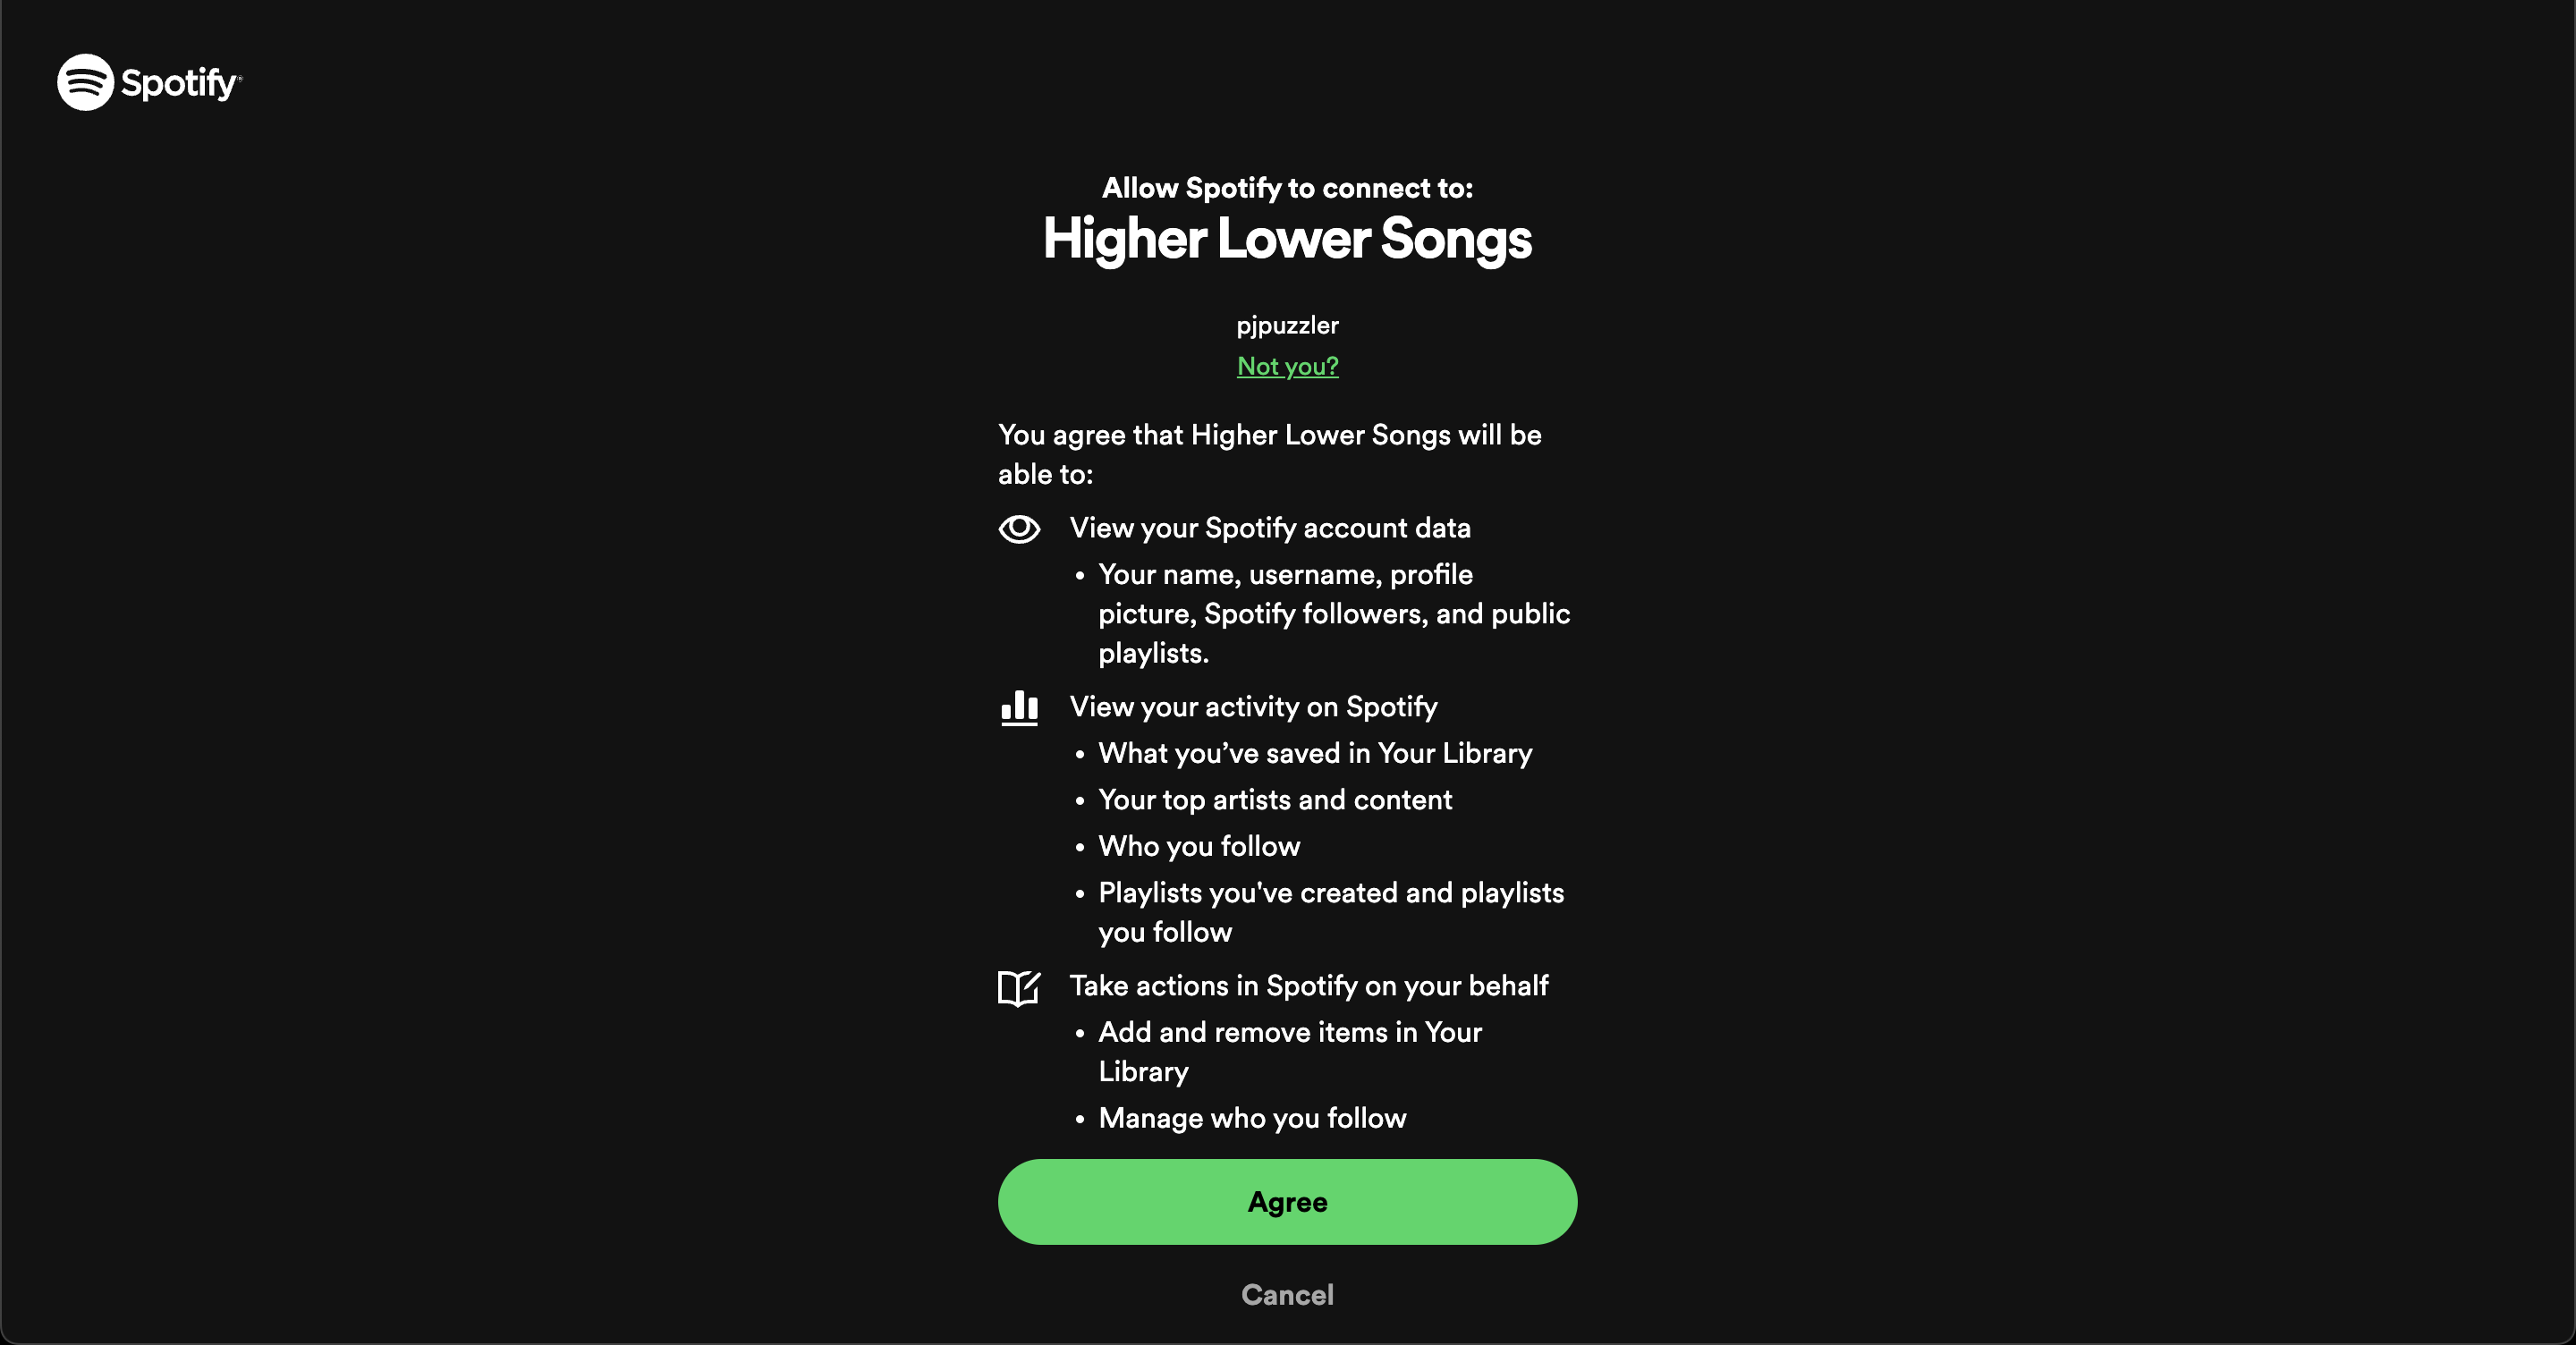 Spotify®
Allow Spotify to connect to:
Higher Lower Songs
pjpuzzler
Not you?
You agree that Higher Lower Songs will be
able to:
View your Spotify account data
• Your name, username, profile
picture, Spotify followers, and public
playlists.
View your activity on Spotify
• What you’ve saved in Your Library
• Your top artists and content
• Who you follow
• Playlists you've created and playlists
you follow
Take actions in Spotify on your behalf
• Add and remove items in Your
Library
• Manage who you follow
Agree
Cancel